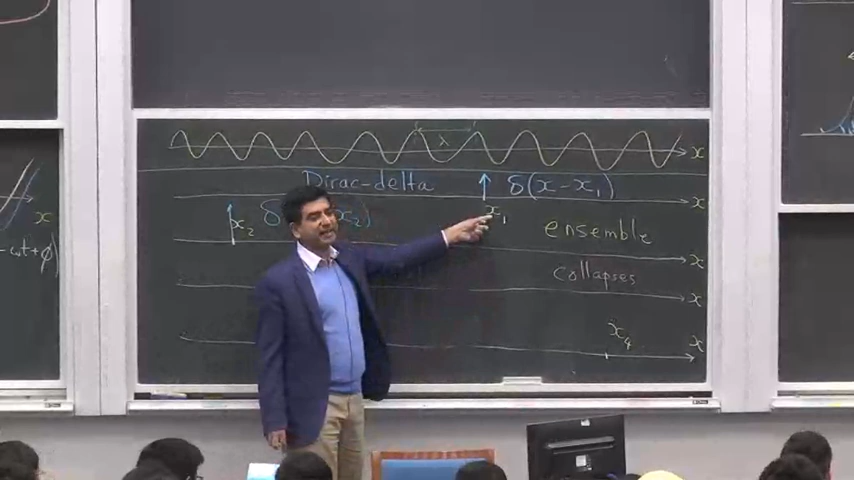 λ
x
Dirac-delta δ(x-x₁)
x
x₂ x₂) x₁
ensemble
x
collapses
x
x₄
x
x
-ωt+ϕ)